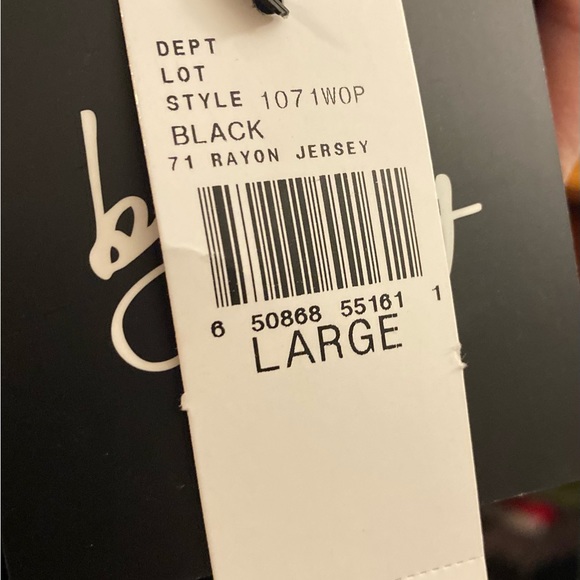 DEPT
LOT
STYLE 1071WOP
BLACK
71 RAYON JERSEY
6 50868 55161 1
LARGE